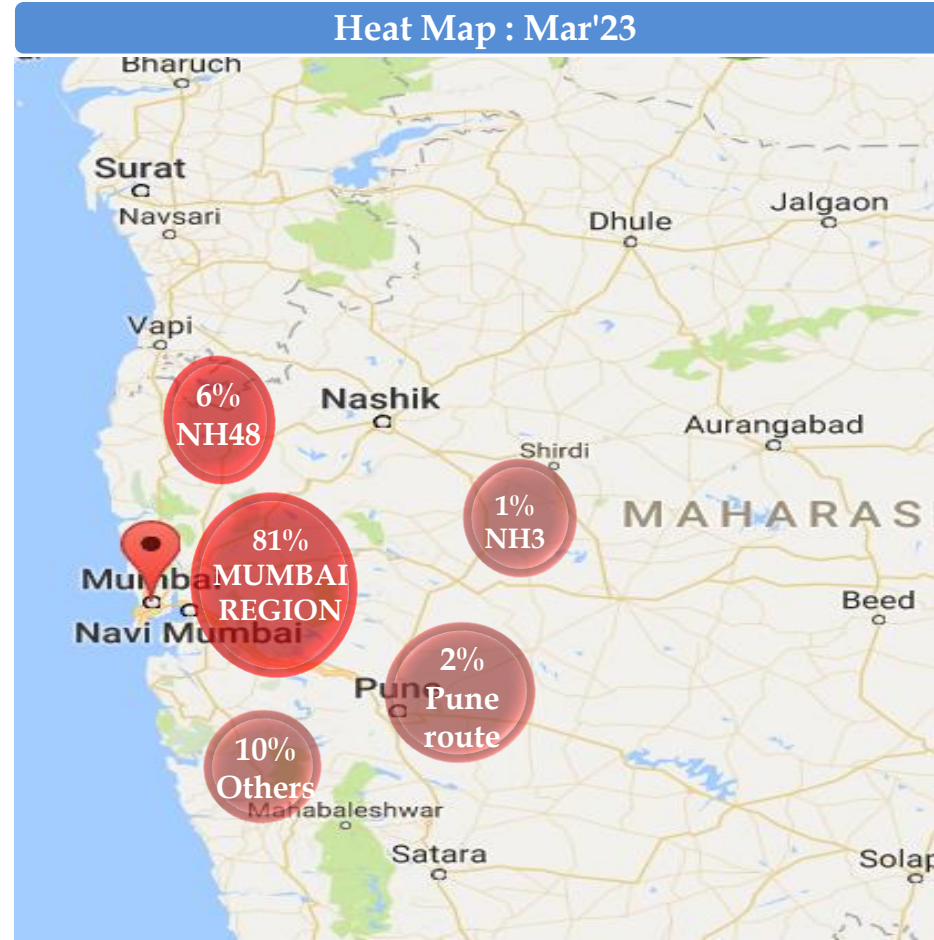 Heat Map : Mar'23
Bharuch
Surat
Navsari
Dhule
Jalgaon
Vapi
6%
NH48
Nashik
Aurangabad
Shirdi
1%
NH3
MAHARAS
81%
MUMBAI
REGION
Mumbai
Navi Mumbai
Beed
2%
Pune
route
Pune
10%
Others
Mahabaleshwar
Satara
Solap